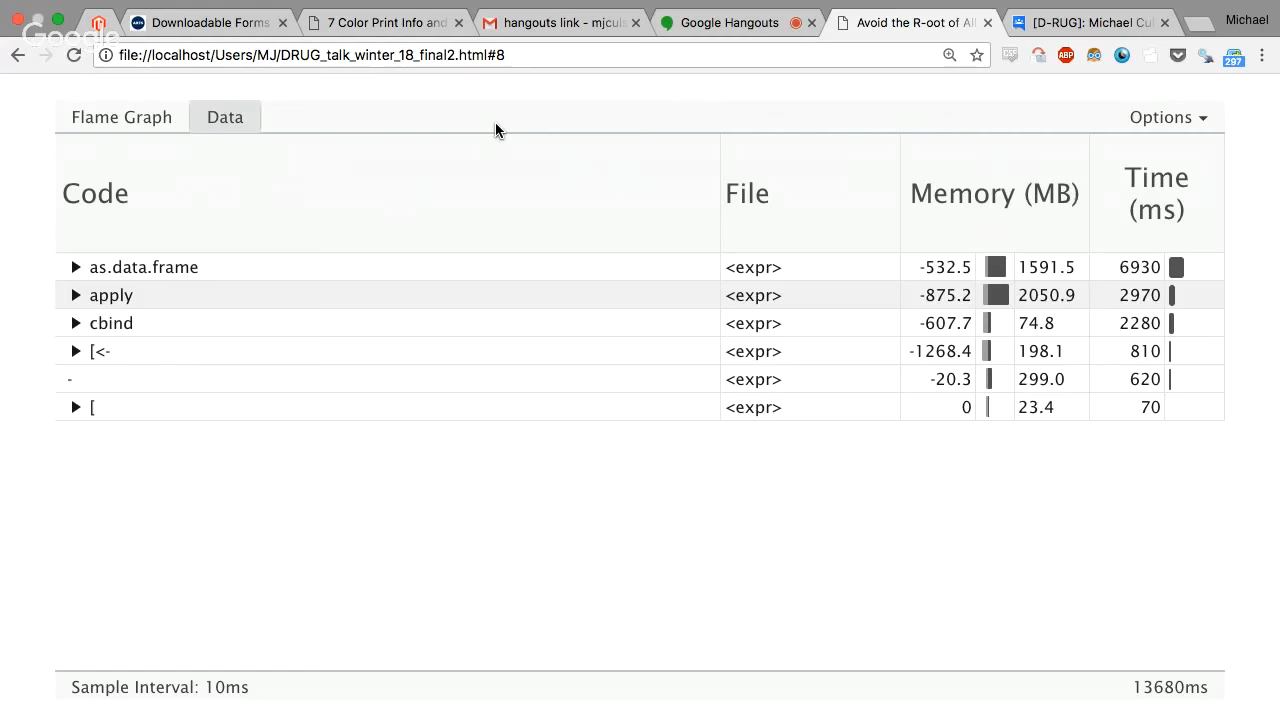 Downloadable Forms
7 Color Print Info and
hangouts link - mjculs
Google Hangouts
Avoid the R-oot of All
[D-RUG]: Michael Cul
Michael
Google
file://localhost/Users/MJ/DRUG_talk_winter_18_final2.html#8
ABP
297
Flame Graph
Data
Options
Code File Memory (MB) Time
(ms)
as.data.frame <expr> -532.5 1591.5 6930
apply <expr> -875.2 2050.9 2970
cbind <expr> -607.7 74.8 2280
[<- <expr> -1268.4 198.1 810
- <expr> -20.3 299.0 620
[ <expr> 0 23.4 70
Sample Interval: 10ms 13680ms